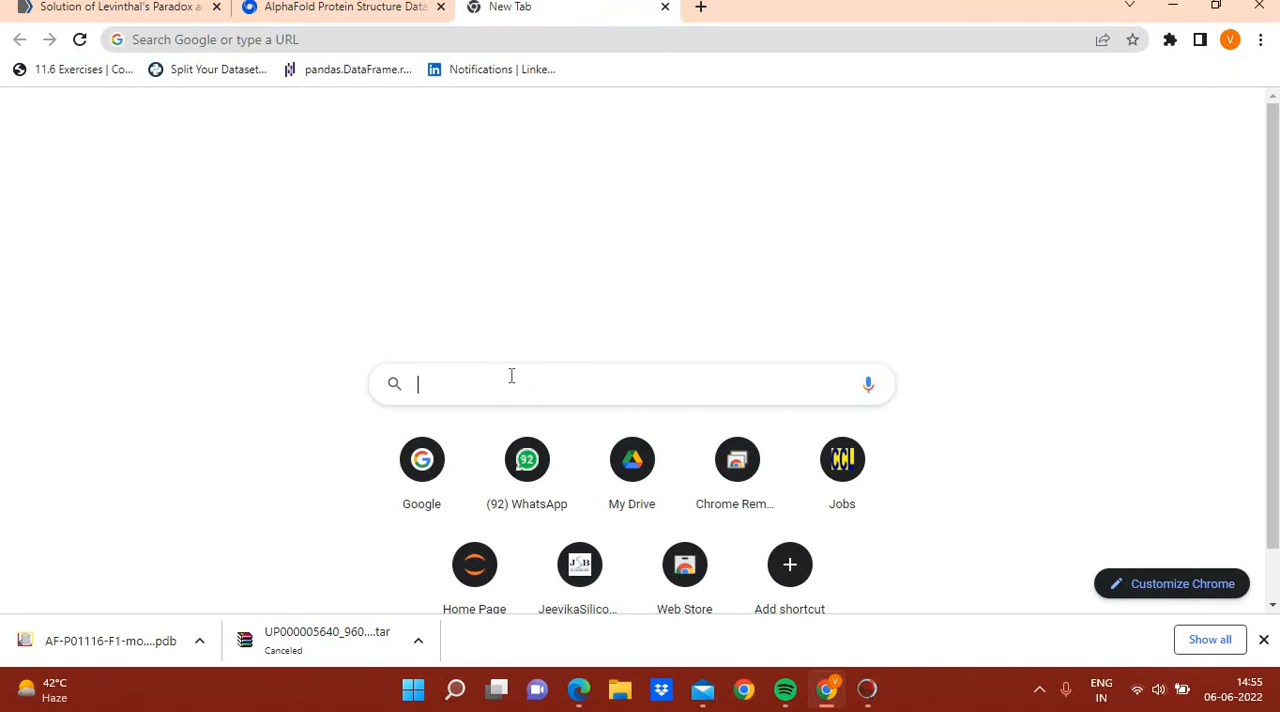 Solution of Levinthal's Paradox a
AlphaFold Protein Structure Data
New Tab
Search Google or type a URL
V
11.6 Exercises | Co...
Split Your Dataset...
pandas.DataFrame.r...
Notifications | Linke...
Google
(92) WhatsApp
My Drive
Chrome Rem...
Jobs
92
CCI
JSB
Home Page
JeevikaSilico...
Web Store
Add shortcut
Customize Chrome
AF-P01116-F1-mo....pdb
UP000005640_960....tar
Canceled
Show all
42°C
Haze
ENG
IN
14:55
06-06-2022